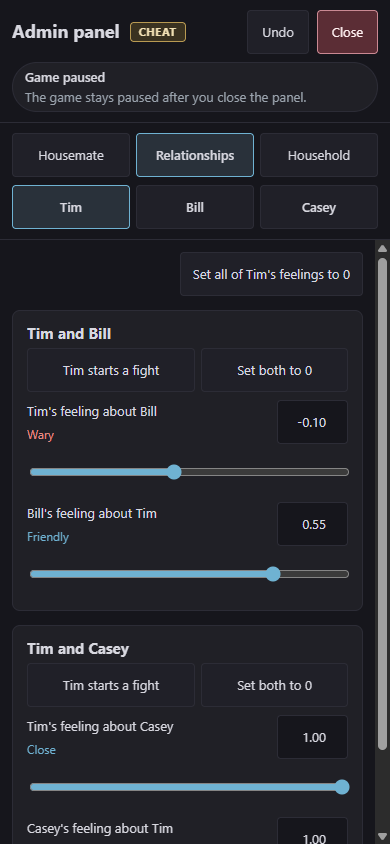 Admin panel CHEAT Undo Close
Game paused
The game stays paused after you close the panel.
Housemate Relationships Household
Tim Bill Casey
Set all of Tim's feelings to 0
Tim and Bill
Tim starts a fight Set both to 0
Tim's feeling about Bill -0.10
Wary
Bill's feeling about Tim 0.55
Friendly
Tim and Casey
Tim starts a fight Set both to 0
Tim's feeling about Casey 1.00
Close
Casey's feeling about Tim 1.00